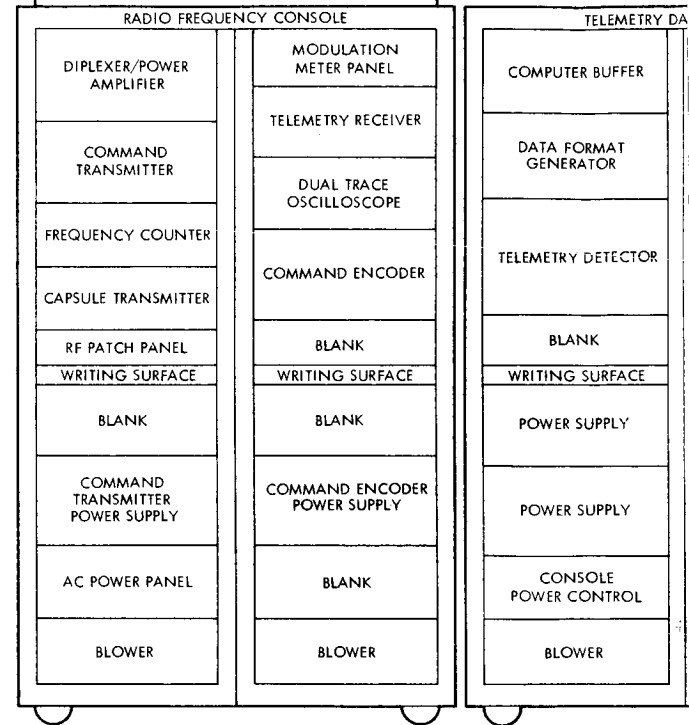 RADIO FREQUENCY CONSOLE
DIPLEXER/POWER
AMPLIFIER
COMMAND
TRANSMITTER
FREQUENCY COUNTER
CAPSULE TRANSMITTER
RF PATCH PANEL
WRITING SURFACE
BLANK
COMMAND
TRANSMITTER
POWER SUPPLY
AC POWER PANEL
BLOWER
MODULATION
METER PANEL
TELEMETRY RECEIVER
DUAL TRACE
OSCILLOSCOPE
COMMAND ENCODER
BLANK
WRITING SURFACE
BLANK
COMMAND ENCODER
POWER SUPPLY
BLANK
BLOWER
TELEMETRY DA
COMPUTER BUFFER
DATA FORMAT
GENERATOR
TELEMETRY DETECTOR
BLANK
WRITING SURFACE
POWER SUPPLY
POWER SUPPLY
CONSOLE
POWER CONTROL
BLOWER